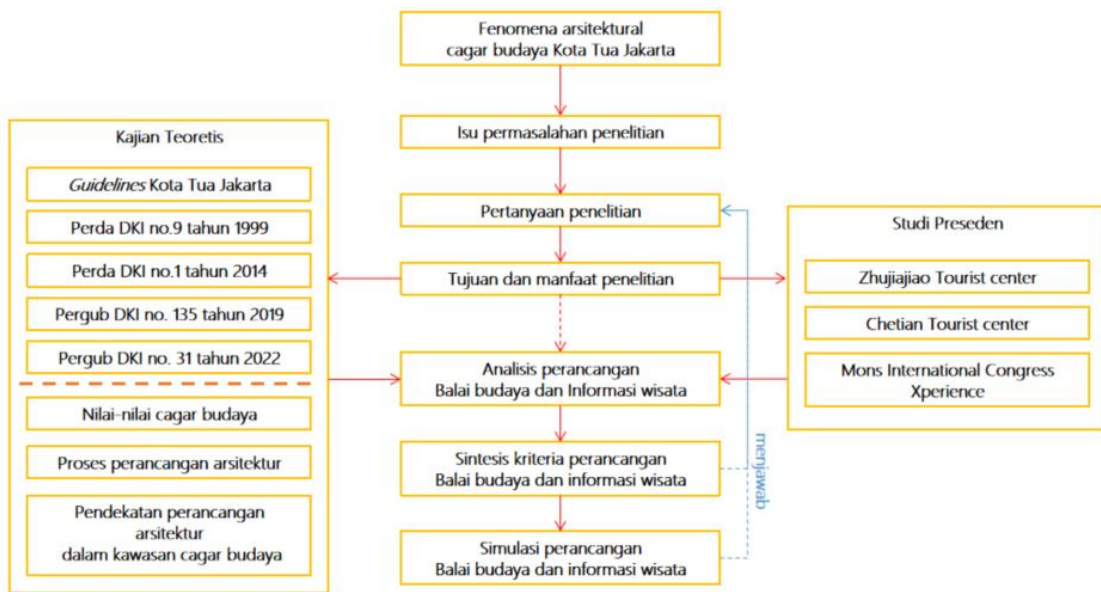 Fenomena arsitektural
cagar budaya Kota Tua Jakarta
Isu permasalahan penelitian
Pertanyaan penelitian
Tujuan dan manfaat penelitian
Analisis perancangan
Balai budaya dan Informasi wisata
Sintesis kriteria perancangan
Balai budaya dan informasi wisata
Simulasi perancangan
Balai budaya dan informasi wisata
Kajian Teoretis
Guidelines Kota Tua Jakarta
Perda DKI no.9 tahun 1999
Perda DKI no.1 tahun 2014
Pergub DKI no. 135 tahun 2019
Pergub DKI no. 31 tahun 2022
Nilai-nilai cagar budaya
Proses perancangan arsitektur
Pendekatan perancangan
arsitektur
dalam kawasan cagar budaya
Studi Preseden
Zhujiajiao Tourist center
Chetian Tourist center
Mons International Congress
Xperience
menjawab